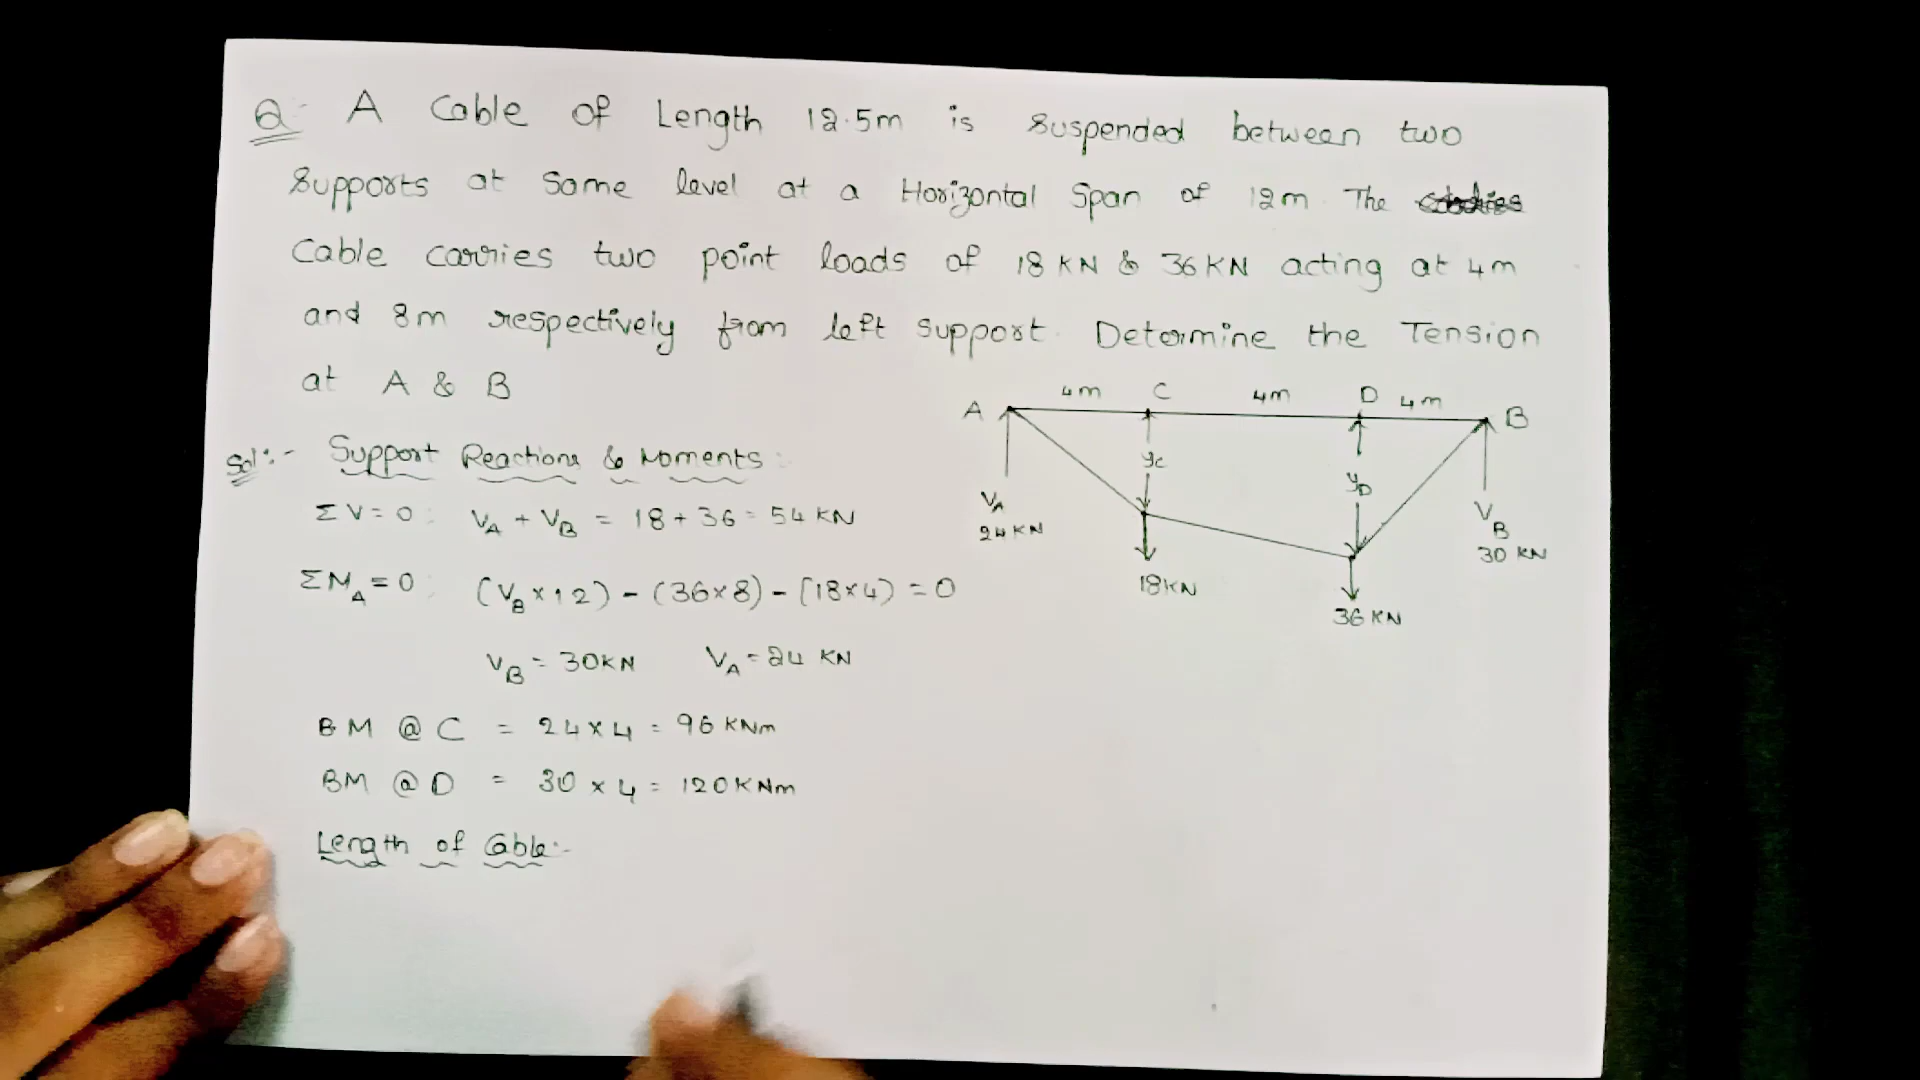 Q:- A Cable of Length 12.5m is suspended between two
supports at same level at a Horizontal Span of 12m. The
Cable carries two point loads of 18 KN & 36 KN acting at 4m
and 8m respectively from left support. Determine the Tension
at A & B
4m C 4m D 4m
A B
Sol:- Support Reactions & Moments:
yc yD
ΣV=0: VA + VB = 18+36 = 54 KN
VA VB
24 KN 30 KN
ΣMA=0: (VB×12) - (36×8) - (18×4) = 0
18KN
36 KN
VB = 30KN VA = 24 KN
BM @ C = 24×4 = 96 KNm
BM @ D = 30 × 4 = 120KNm
Length of Cable:-